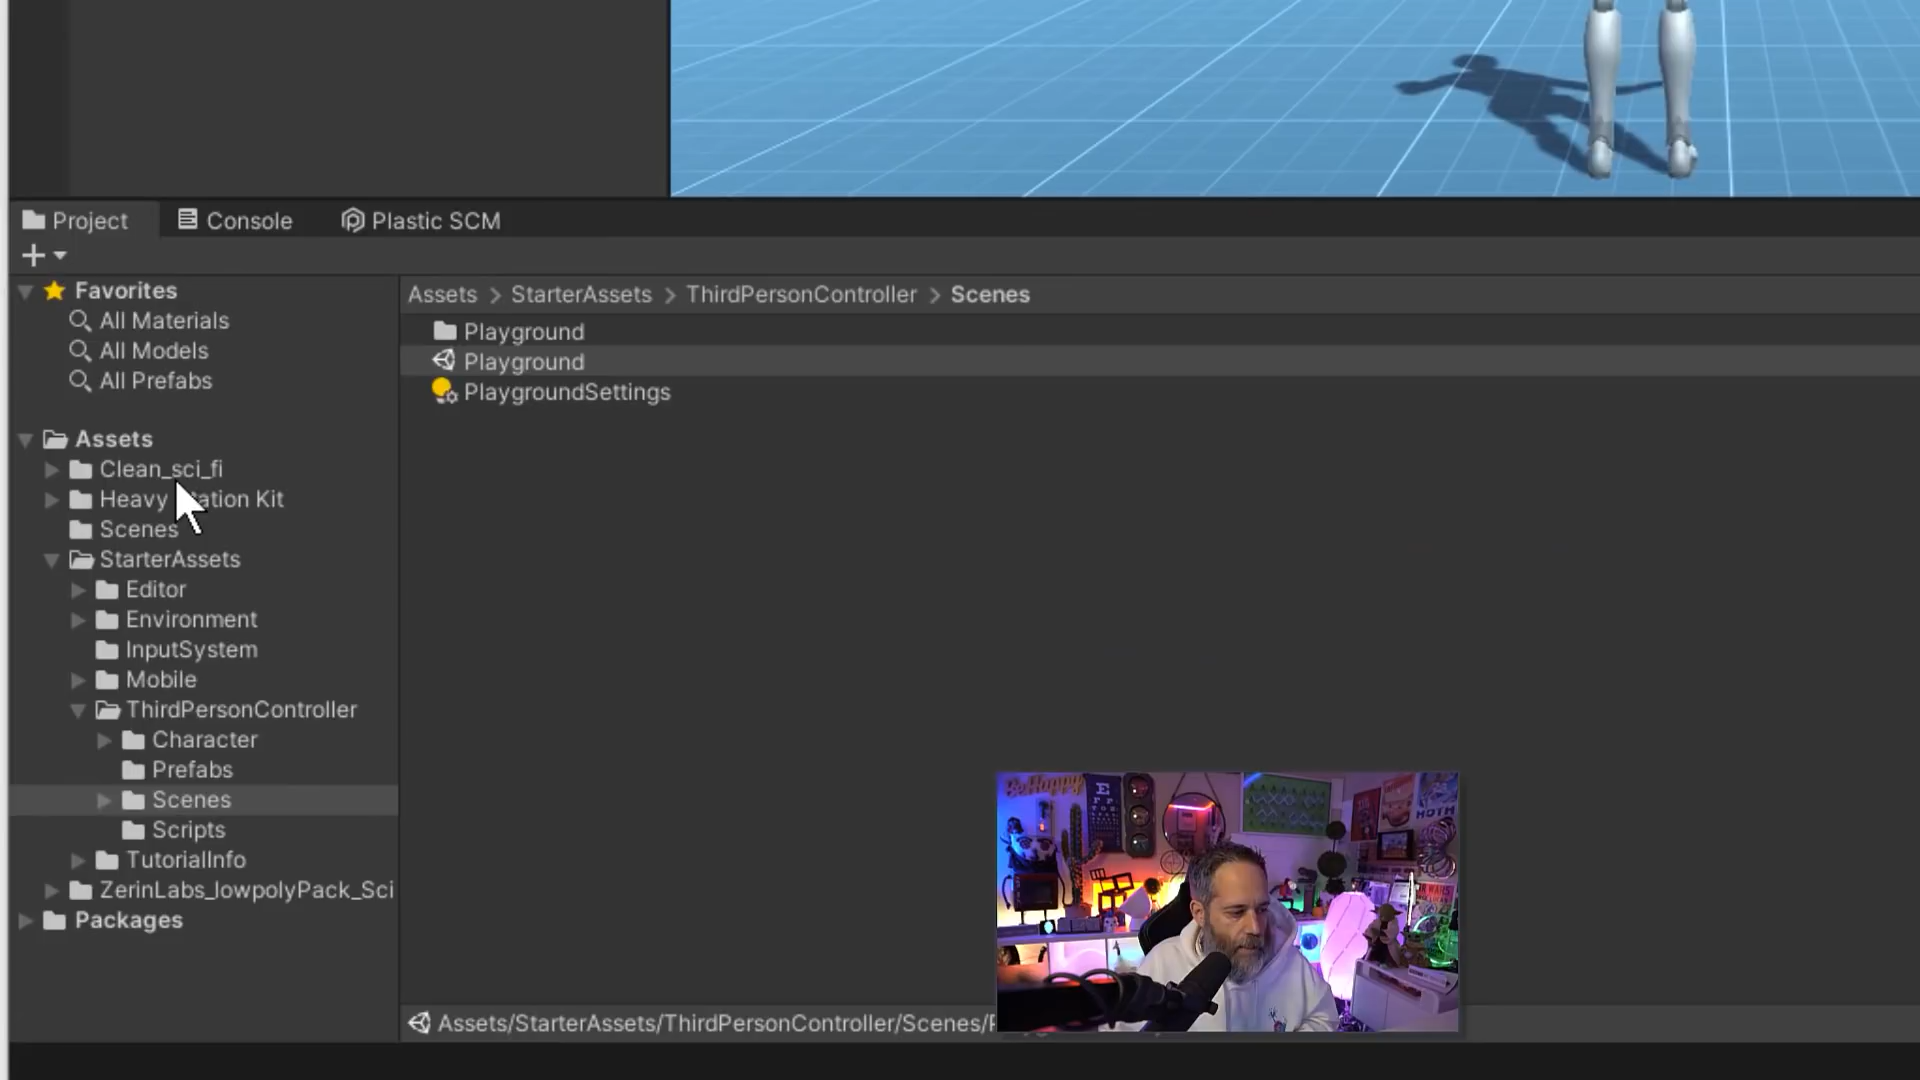 Project
Console
Plastic SCM
Favorites
All Materials
All Models
All Prefabs
Assets
Clean_sci_fi
Heavy ation Kit
Scenes
StarterAssets
Editor
Environment
InputSystem
Mobile
ThirdPersonController
Character
Prefabs
Scenes
Scripts
TutorialInfo
ZerinLabs_lowpolyPack_Sci
Packages
Assets > StarterAssets > ThirdPersonController > Scenes
Playground
Playground
PlaygroundSettings
Assets/StarterAssets/ThirdPersonController/Scenes/
BeHappy
E
HOTH